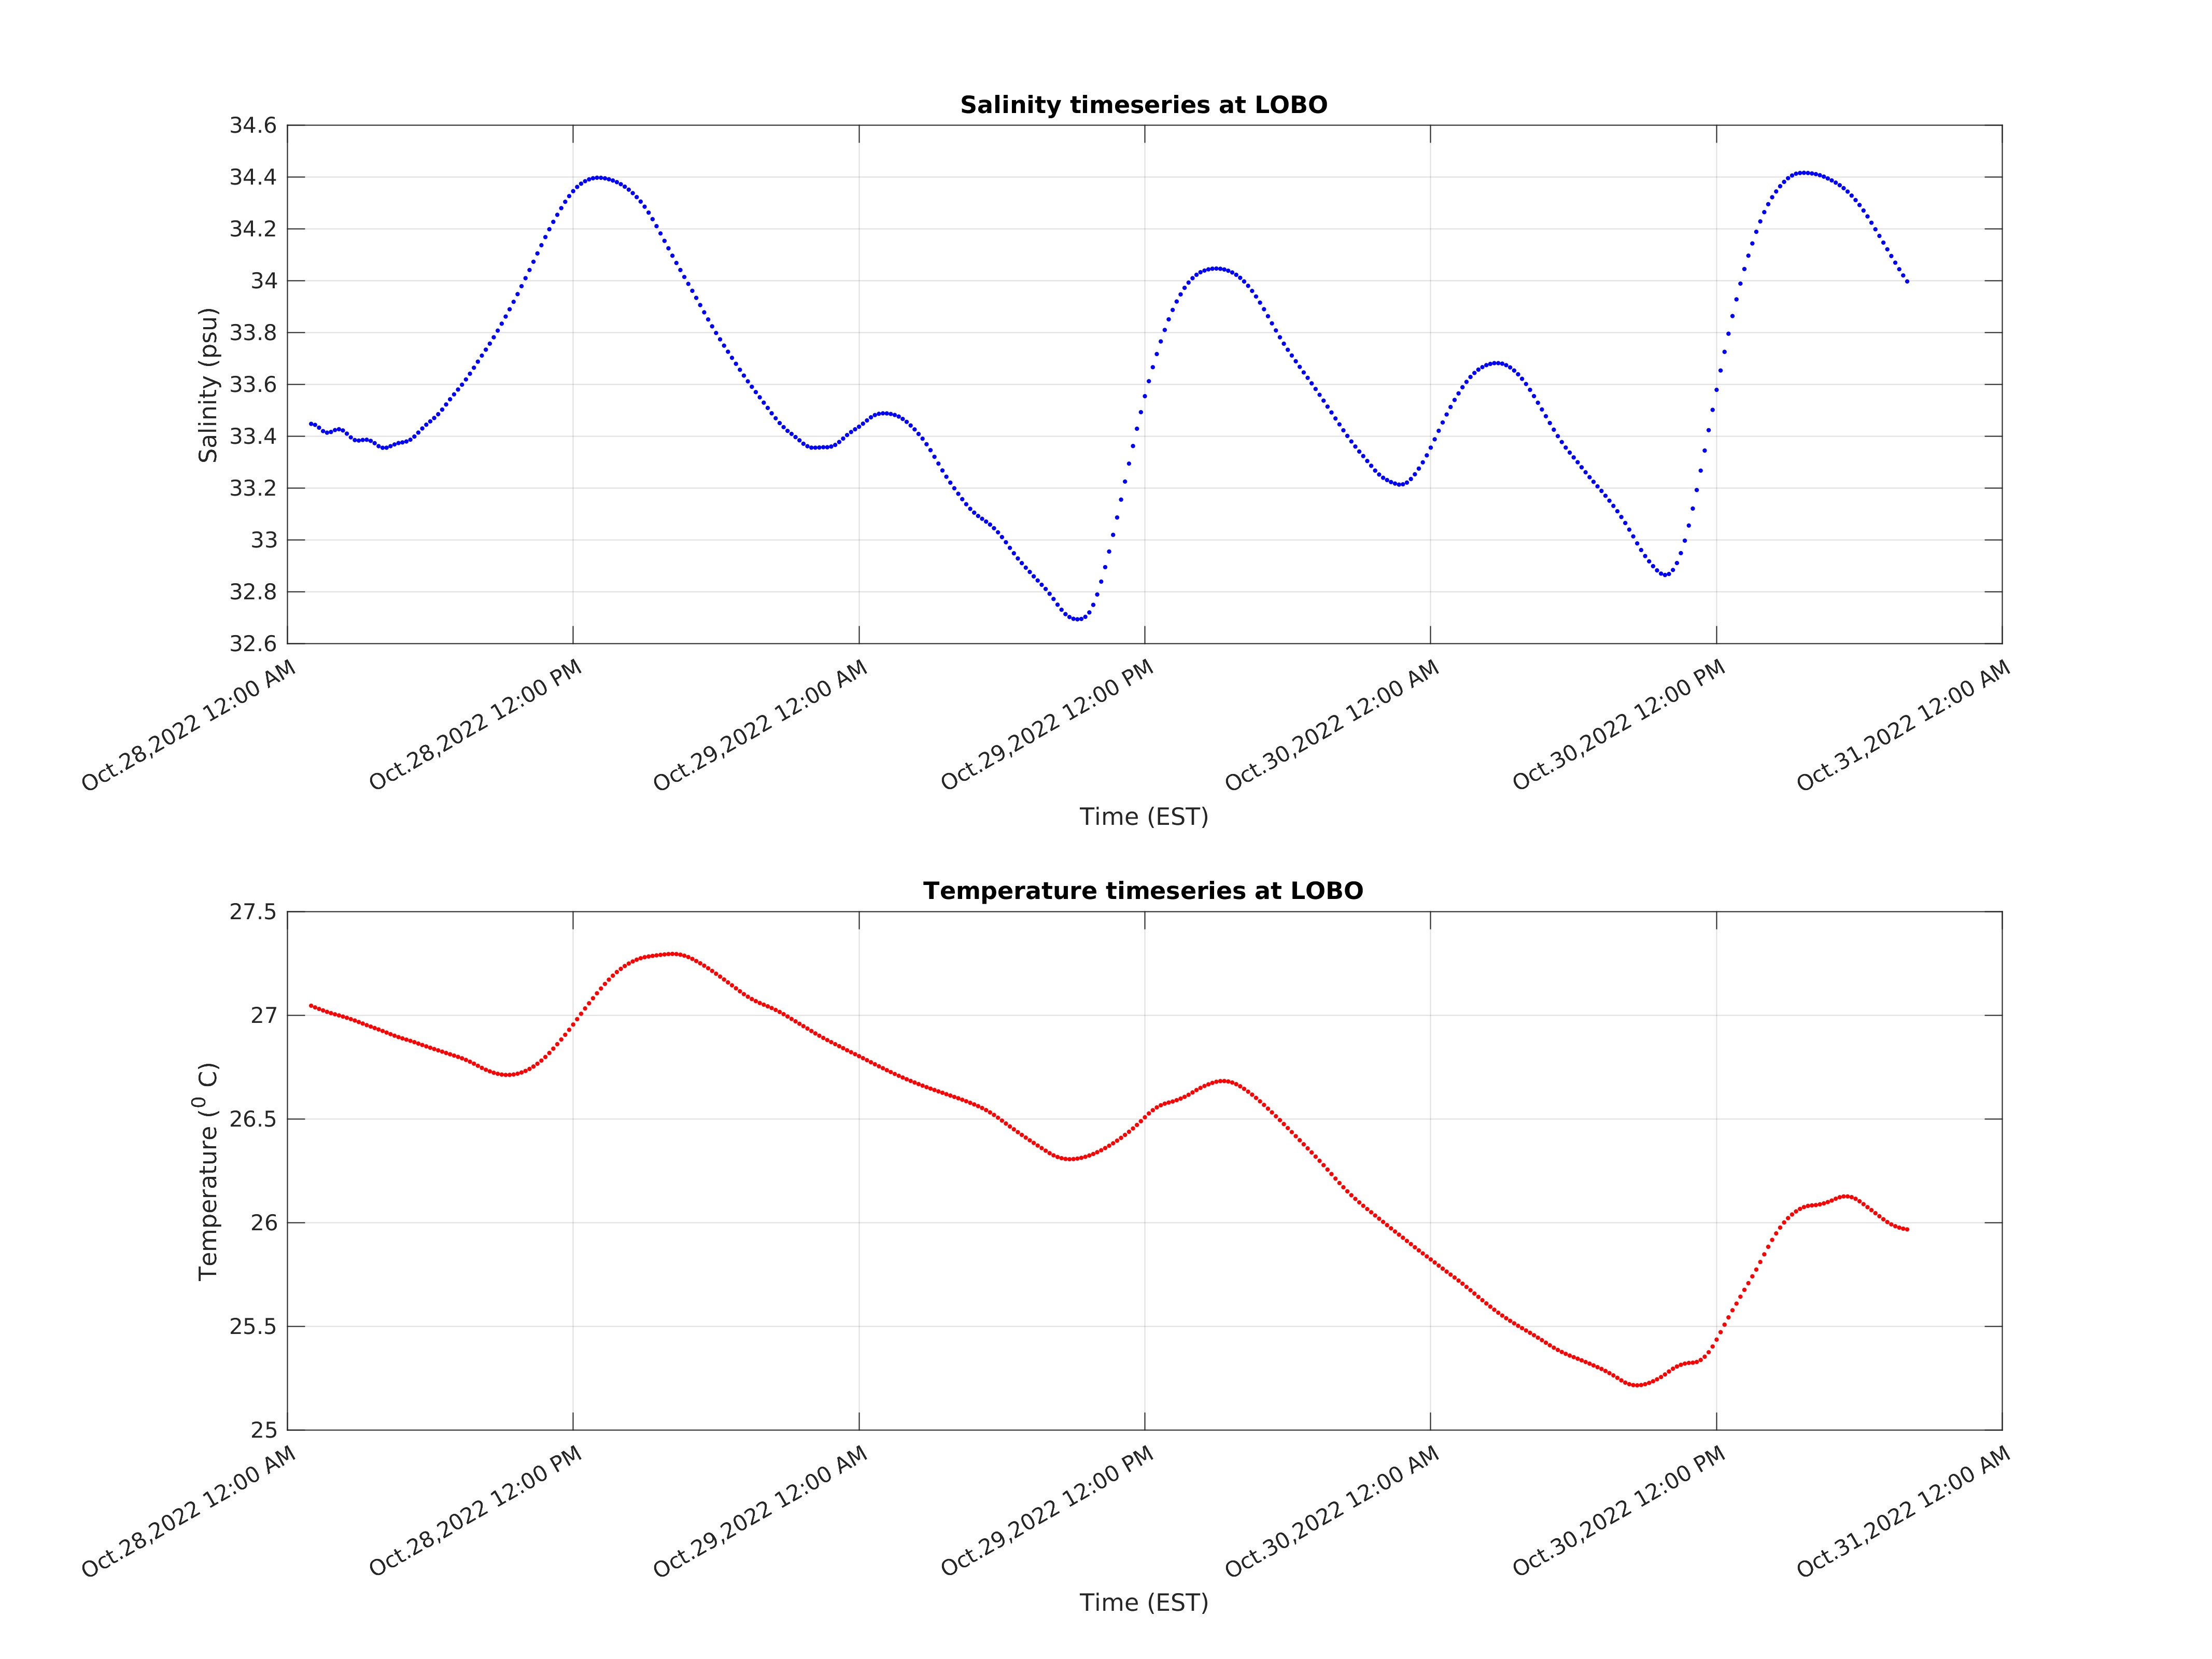 Salinity timeseries at LOBO
34.6
34.4
34.2
34
33.8
33.6
33.4
33.2
33
32.8
32.6
Salinity (psu)
Oct.28,2022 12:00 AM
Oct.28,2022 12:00 PM
Oct.29,2022 12:00 AM
Oct.29,2022 12:00 PM
Oct.30,2022 12:00 AM
Oct.30,2022 12:00 PM
Oct.31,2022 12:00 AM
Time (EST)
Temperature timeseries at LOBO
27.5
27
26.5
26
25.5
25
Temperature (⁰ C)
Oct.28,2022 12:00 AM
Oct.28,2022 12:00 PM
Oct.29,2022 12:00 AM
Oct.29,2022 12:00 PM
Oct.30,2022 12:00 AM
Oct.30,2022 12:00 PM
Oct.31,2022 12:00 AM
Time (EST)